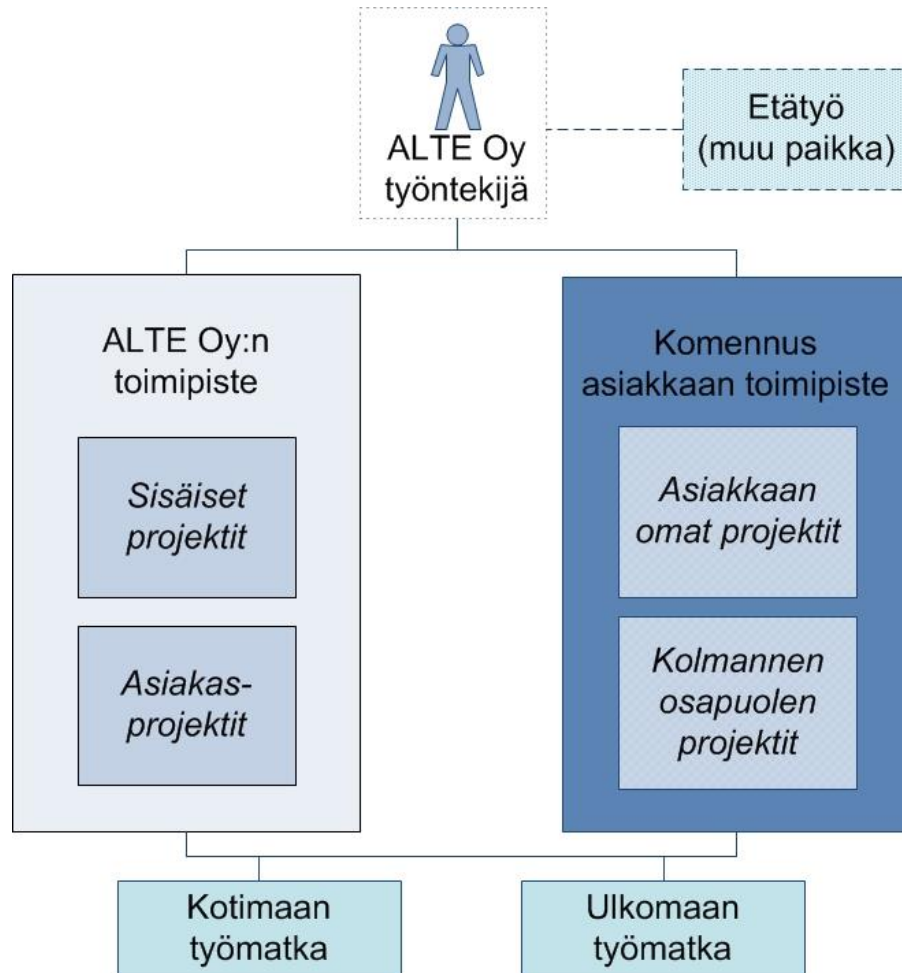 ALTE Oy
työntekijä
Etätyö
(muu paikka)
ALTE Oy:n
toimipiste
Sisäiset
projektit
Asiakas-
projektit
Komennus
asiakkaan toimipiste
Asiakkaan
omat projektit
Kolmannen
osapuolen
projektit
Kotimaan
työmatka
Ulkomaan
työmatka